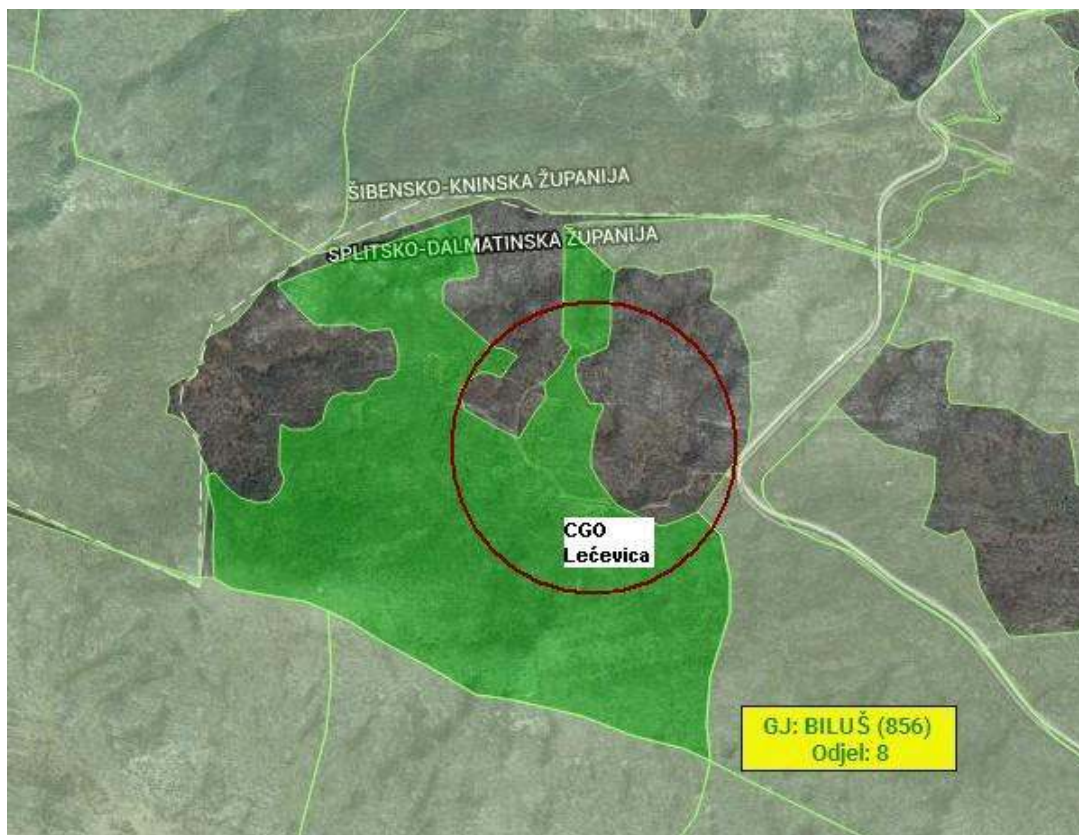 ŠIBENSKO-KNINSKA ŽUPANIJA
SPLITSKO-DALMATINSKA ŽUPANIJA
CGO
Lećevica
GJ: BILUŠ (856)
Odjel: 8